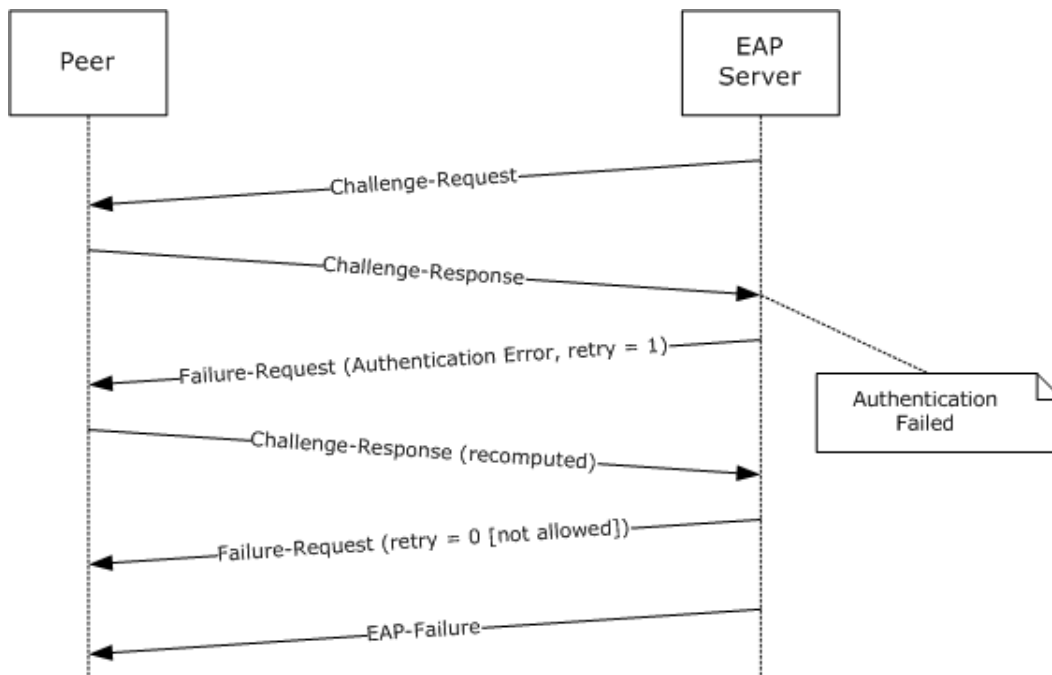 Peer
EAP
Server
Challenge-Request
Challenge-Response
Failure-Request (Authentication Error, retry = 1)
Authentication
Failed
Challenge-Response (recomputed)
Failure-Request (retry = 0 [not allowed])
EAP-Failure